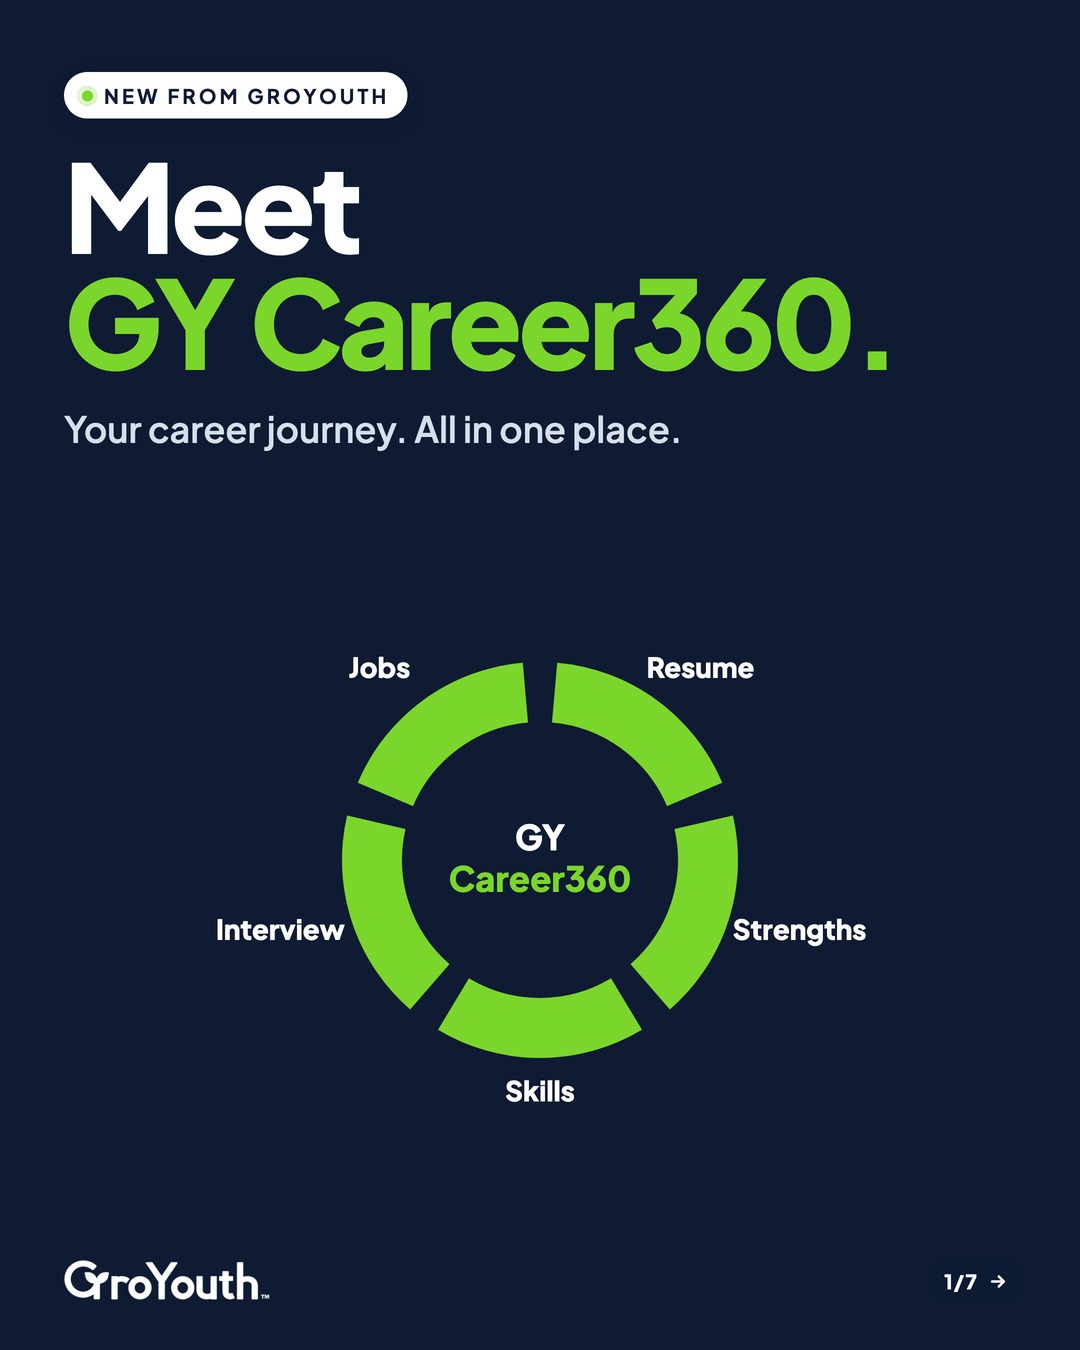 NEW FROM GROYOUTH
Meet
GY Career360.
Your career journey. All in one place.
Jobs
Resume
GY
Career360
Interview
Strengths
Skills
GroYouth™
1/7 →